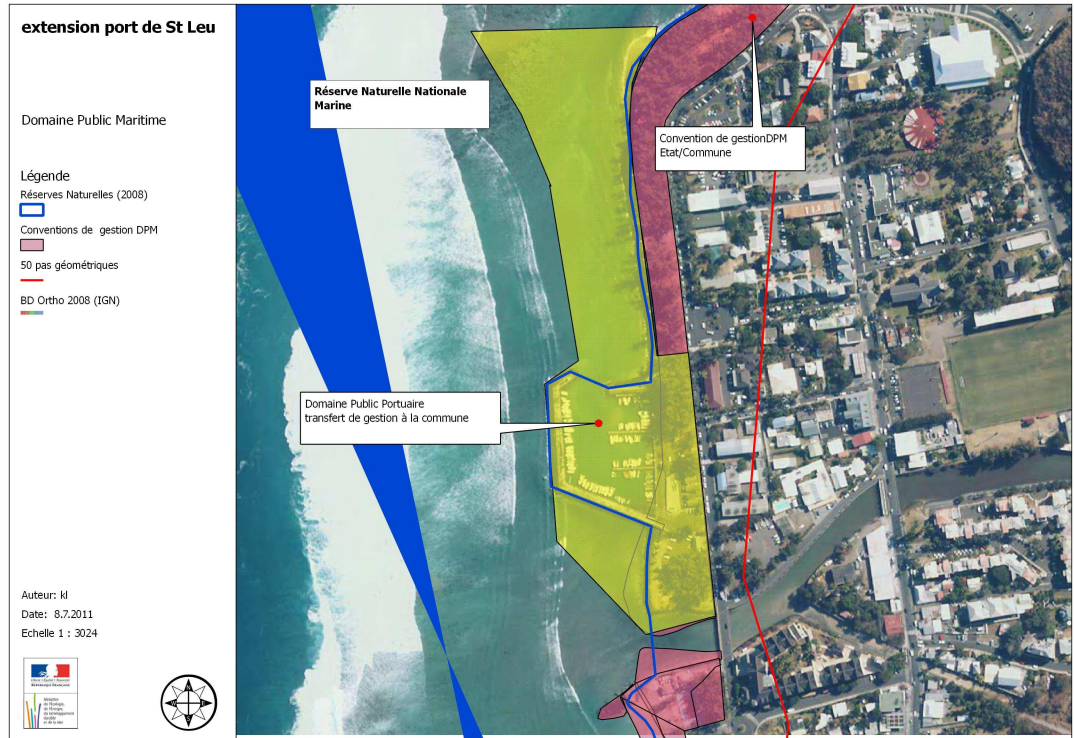 extension port de St Leu
Domaine Public Maritime
Légende
Réserves Naturelles (2008)
Conventions de gestion DPM
50 pas géométriques
BD Ortho 2008 (IGN)
Auteur: kl
Date: 8.7.2011
Echelle 1 : 3024
RÉPUBLIQUE FRANÇAISE
Réserve Naturelle Nationale
Marine
Convention de gestionDPM
Etat/Commune
Domaine Public Portuaire
transfert de gestion à la commune